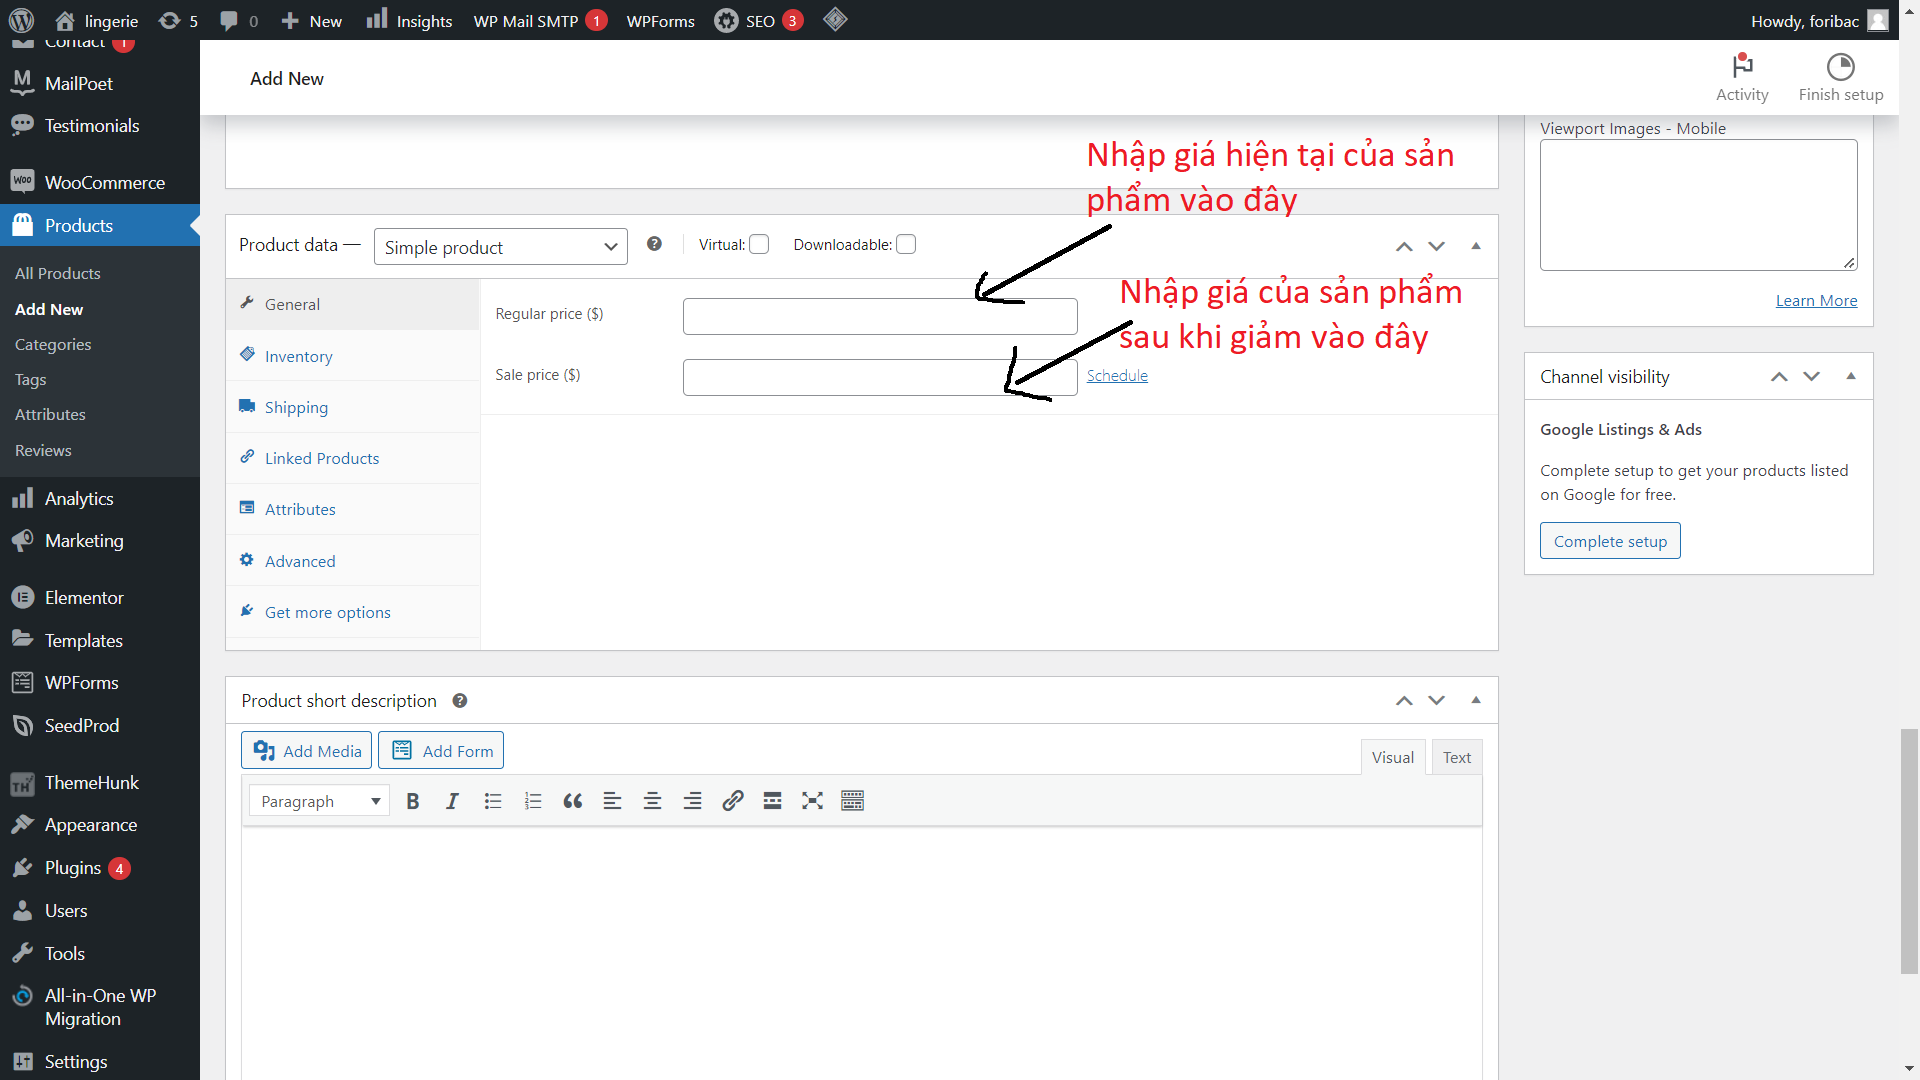 lingerie
5
0
New
Insights
WP Mail SMTP 1
WPForms
SEO 3
Howdy, foribac
Contact 1
MailPoet
Testimonials
WooCommerce
Products
All Products
Add New
Categories
Tags
Attributes
Reviews
Analytics
Marketing
Elementor
Templates
WPForms
SeedProd
ThemeHunk
Appearance
Plugins 4
Users
Tools
All-in-One WP
Migration
Settings
Add New
Activity
Finish setup
Nhập giá hiện tại của sản
phẩm vào đây
Product data —
Simple product
Virtual:
Downloadable:
General
Inventory
Shipping
Linked Products
Attributes
Advanced
Get more options
Regular price ($)
Nhập giá của sản phẩm
sau khi giảm vào đây
Sale price ($)
Schedule
Product short description
Add Media
Add Form
Visual
Text
Paragraph
Viewport Images - Mobile
Learn More
Channel visibility
Google Listings & Ads
Complete setup to get your products listed
on Google for free.
Complete setup